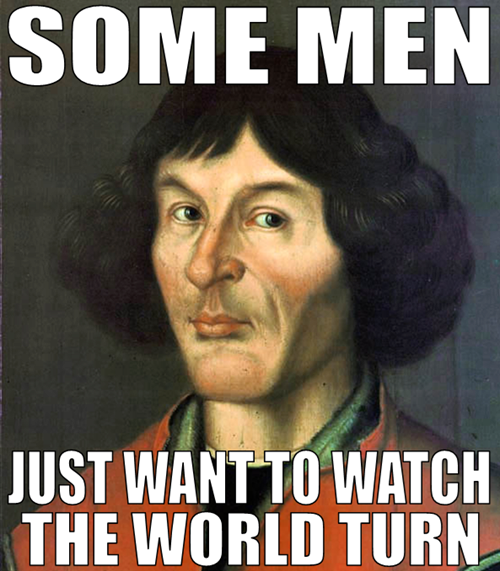 SOME MEN
JUST WANT TO WATCH
THE WORLD TURN